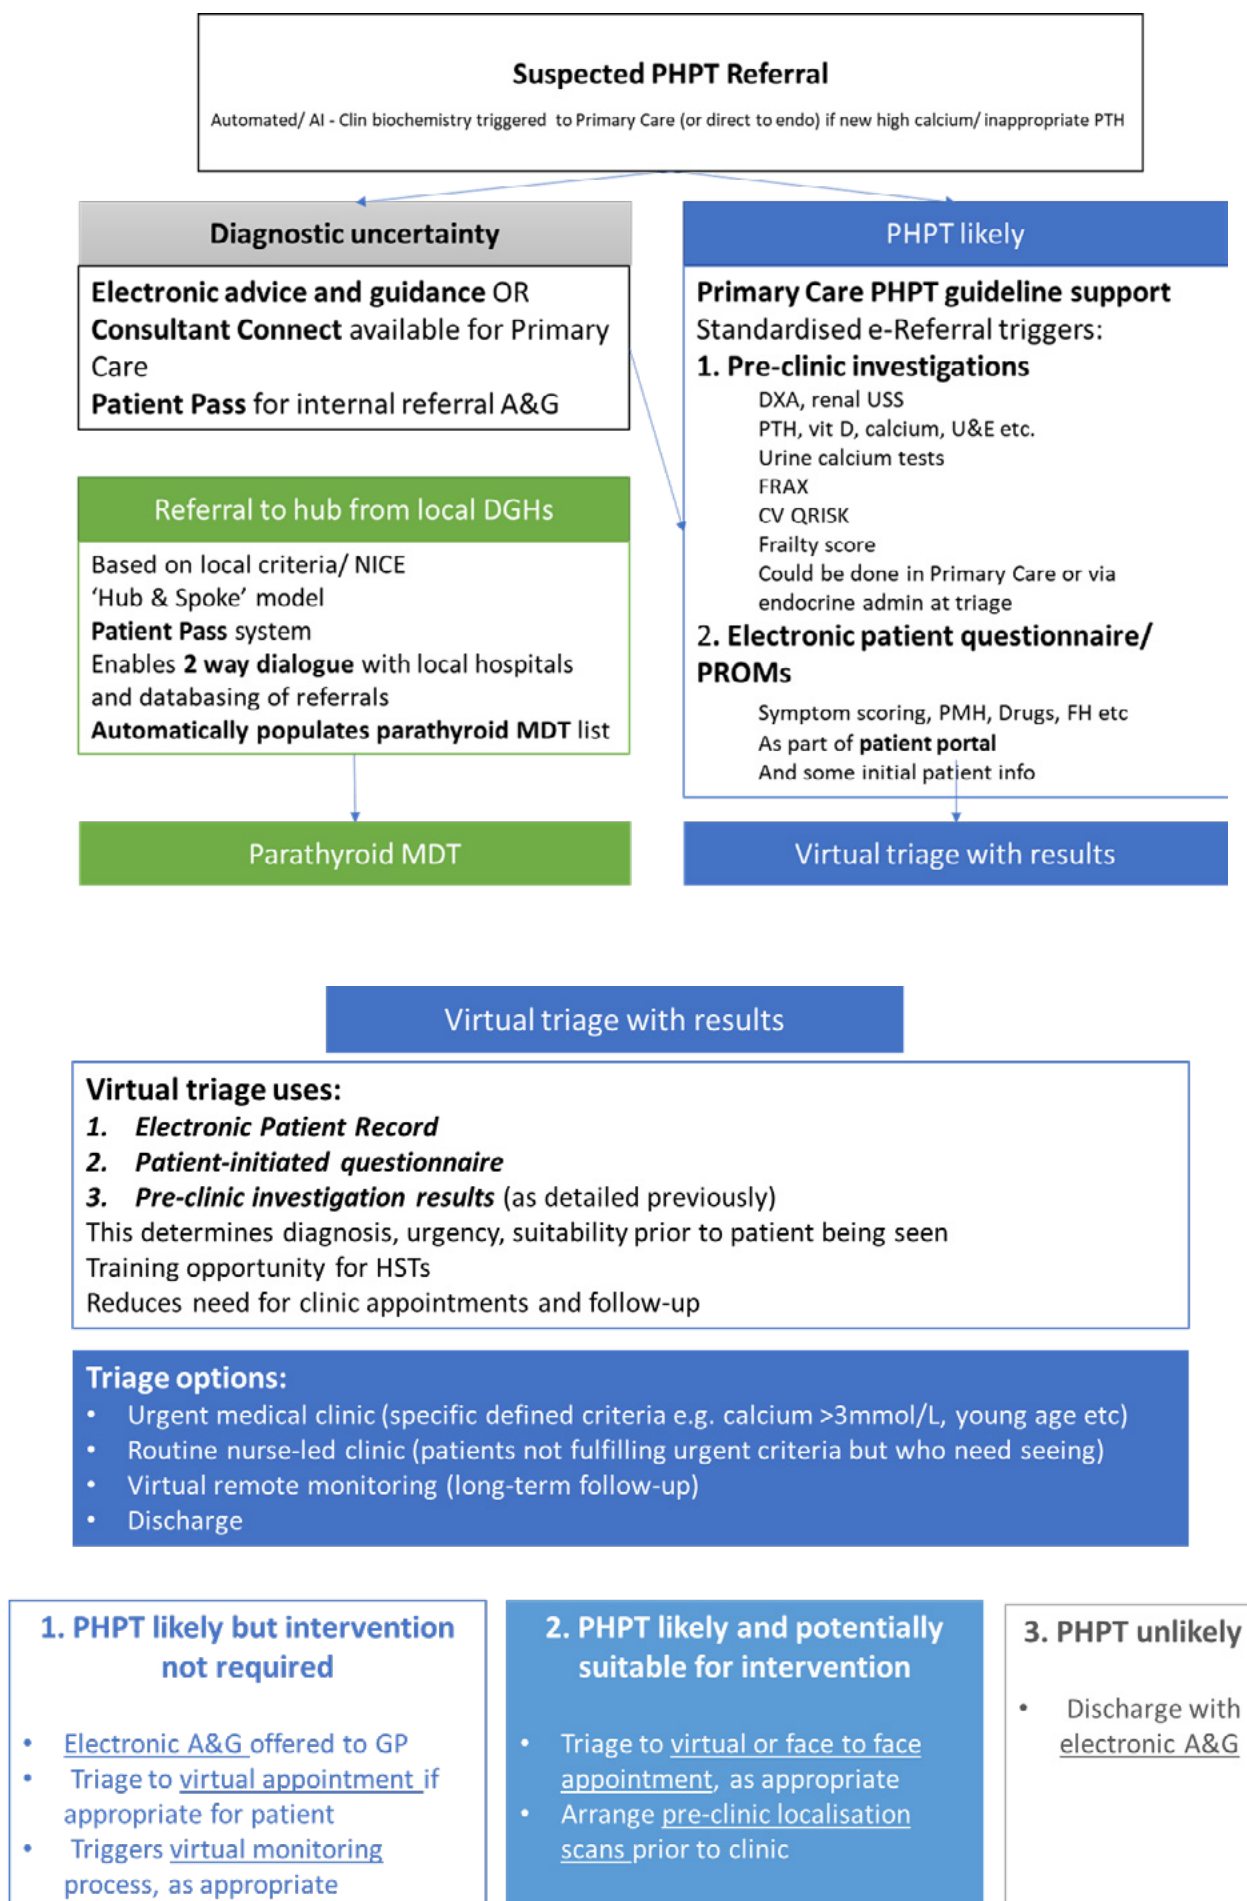 Suspected PHPT Referral
Automated/ AI - Clin biochemistry triggered to Primary Care (or direct to endo) if new high calcium/ inappropriate PTH
Diagnostic uncertainty
Electronic advice and guidance OR
Consultant Connect available for Primary
Care
Patient Pass for internal referral A&G
PHPT likely
Primary Care PHPT guideline support
Standardised e-Referral triggers:
1. Pre-clinic investigations
DXA, renal USS
PTH, vit D, calcium, U&E etc.
Urine calcium tests
FRAX
CV QRISK
Frailty score
Could be done in Primary Care or via
endocrine admin at triage
2. Electronic patient questionnaire/
PROMs
Symptom scoring, PMH, Drugs, FH etc
As part of patient portal
And some initial patient info
Referral to hub from local DGHs
Based on local criteria/ NICE
‘Hub & Spoke’ model
Patient Pass system
Enables 2 way dialogue with local hospitals
and databasing of referrals
Automatically populates parathyroid MDT list
Parathyroid MDT
Virtual triage with results
Virtual triage with results
Virtual triage uses:
1. Electronic Patient Record
2. Patient-initiated questionnaire
3. Pre-clinic investigation results (as detailed previously)
This determines diagnosis, urgency, suitability prior to patient being seen
Training opportunity for HSTs
Reduces need for clinic appointments and follow-up
Triage options:
• Urgent medical clinic (specific defined criteria e.g. calcium >3mmol/L, young age etc)
• Routine nurse-led clinic (patients not fulfilling urgent criteria but who need seeing)
• Virtual remote monitoring (long-term follow-up)
• Discharge
1. PHPT likely but intervention
not required
• Electronic A&G offered to GP
• Triage to virtual appointment if
appropriate for patient
• Triggers virtual monitoring
process, as appropriate
2. PHPT likely and potentially
suitable for intervention
• Triage to virtual or face to face
appointment, as appropriate
• Arrange pre-clinic localisation
scans prior to clinic
3. PHPT unlikely
• Discharge with
electronic A&G